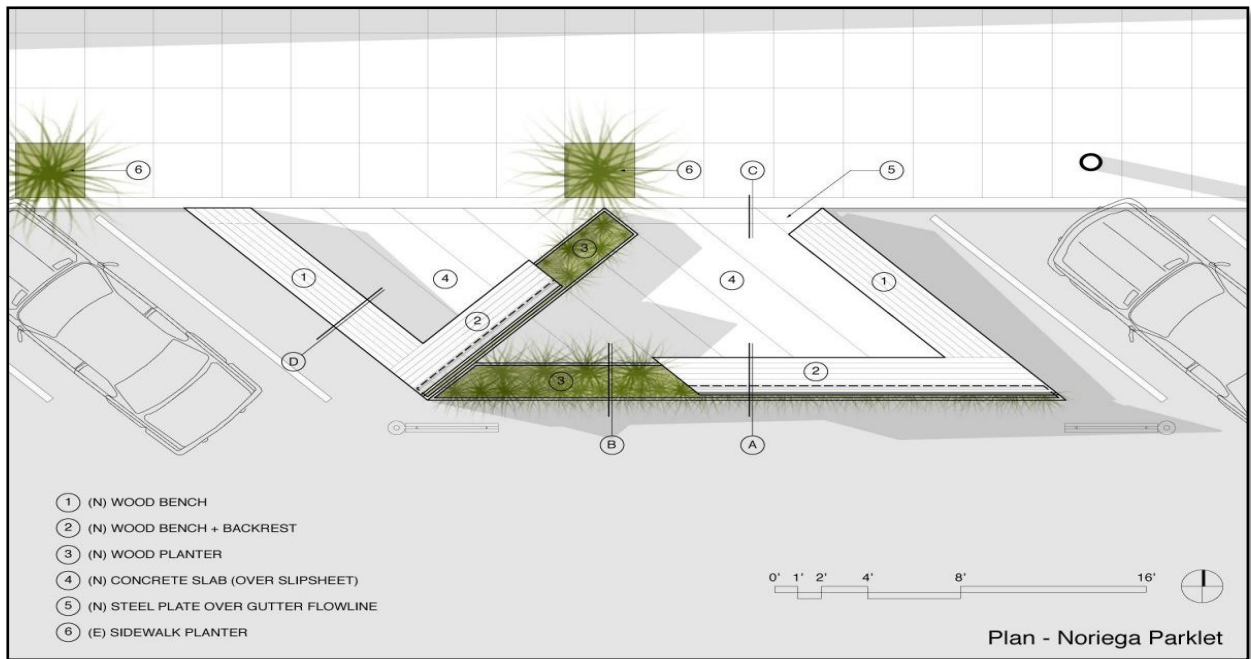 6
6
C
5
3
1
4
4
1
2
D
2
3
B
A
1 (N) WOOD BENCH
2 (N) WOOD BENCH + BACKREST
3 (N) WOOD PLANTER
4 (N) CONCRETE SLAB (OVER SLIPSHEET)
5 (N) STEEL PLATE OVER GUTTER FLOWLINE
6 (E) SIDEWALK PLANTER
0' 1' 2' 4' 8' 16'
Plan - Noriega Parklet